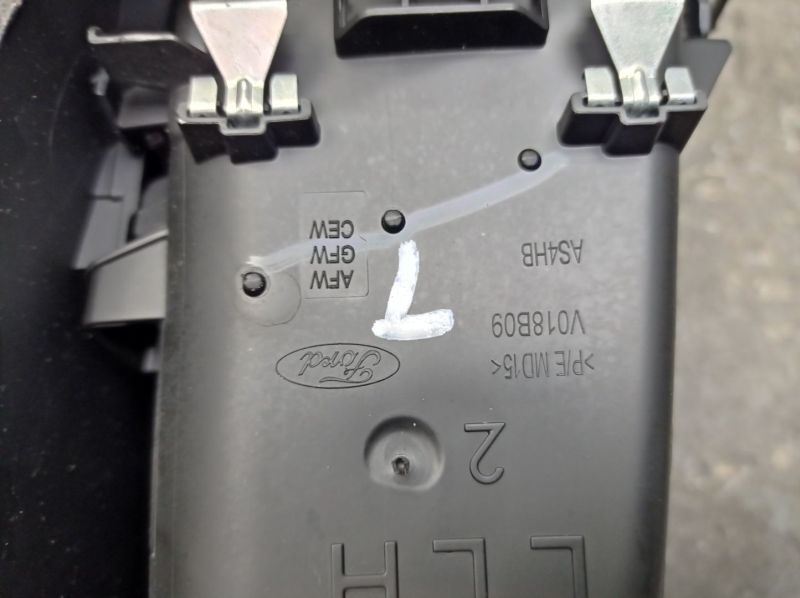 LLH
2
>P/E MD15<
Ford
V018B09
AS4HB
AFW
GFW
CEW
L